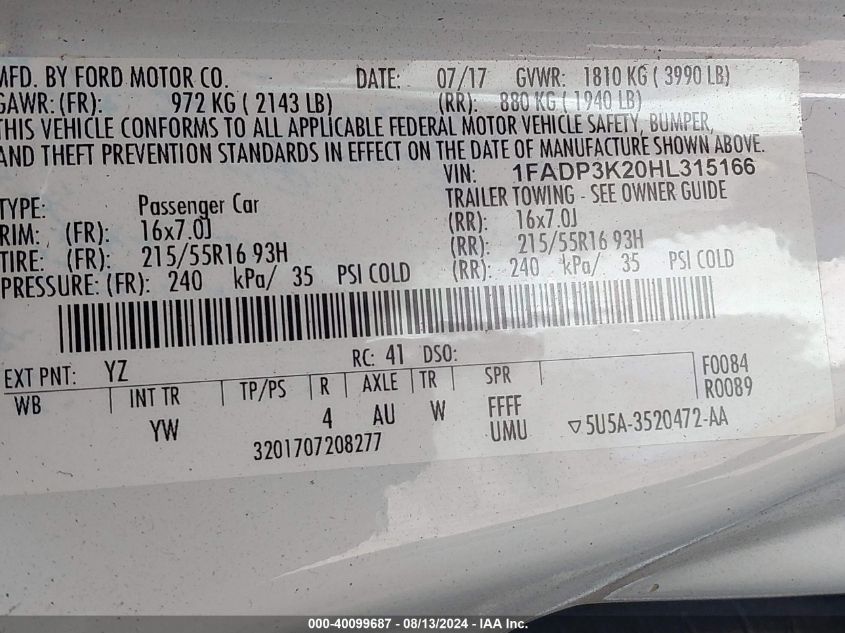 MFD. BY FORD MOTOR CO. DATE: 07/17 GVWR: 1810 KG ( 3990 LB)
GAWR: (FR): 972 KG ( 2143 LB) (RR): 880 KG ( 1940 LB)
THIS VEHICLE CONFORMS TO ALL APPLICABLE FEDERAL MOTOR VEHICLE SAFETY, BUMPER,
AND THEFT PREVENTION STANDARDS IN EFFECT ON THE DATE OF MANUFACTURE SHOWN ABOVE.
VIN: 1FADP3K20HL315166
TYPE: Passenger Car TRAILER TOWING - SEE OWNER GUIDE
RIM: (FR): 16x7.0J (RR): 16x7.0J
TIRE: (FR): 215/55R16 93H (RR): 215/55R16 93H
PRESSURE: (FR): 240 kPa/ 35 PSI COLD (RR): 240 kPa/ 35 PSI COLD
EXT PNT: YZ RC: 41 DSO: F0084
WB INT TR TP/PS R AXLE TR SPR R0089
YW 4 AU W FFFF
UMU ▽5U5A-3520472-AA
3201707208277
000-40099687 - 08/13/2024 - IAA Inc.